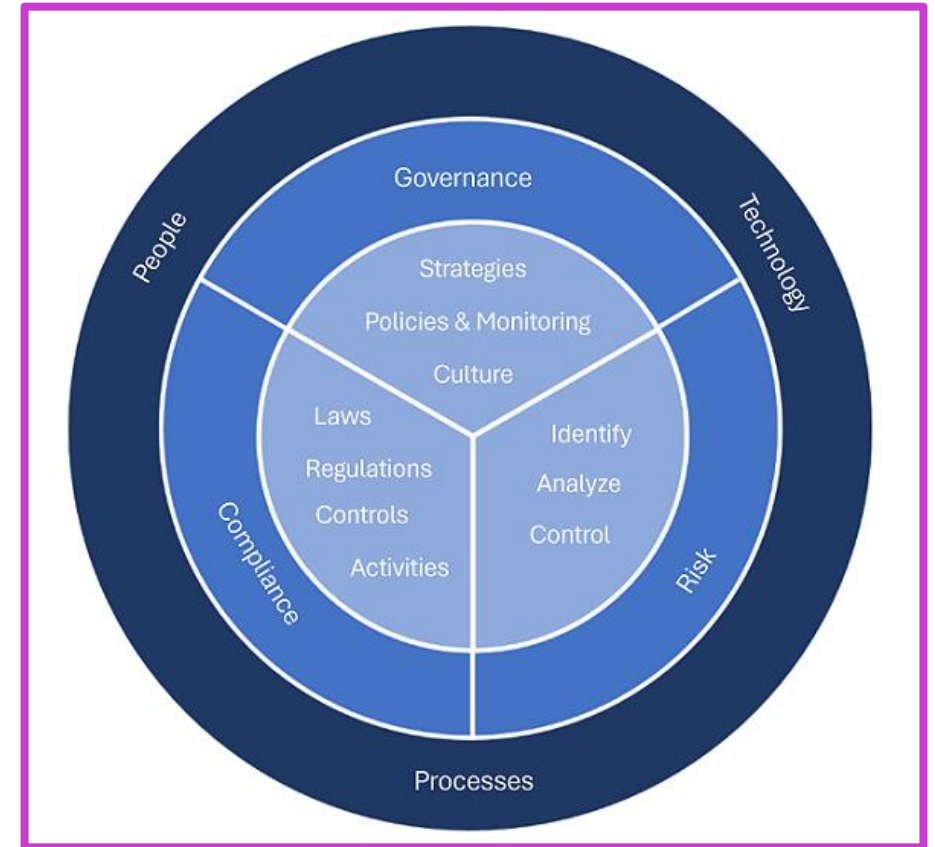 Governance
People
Technology
Strategies
Policies & Monitoring
Culture
Laws
Regulations
Controls
Activities
Identify
Analyze
Control
Compliance
Risk
Processes